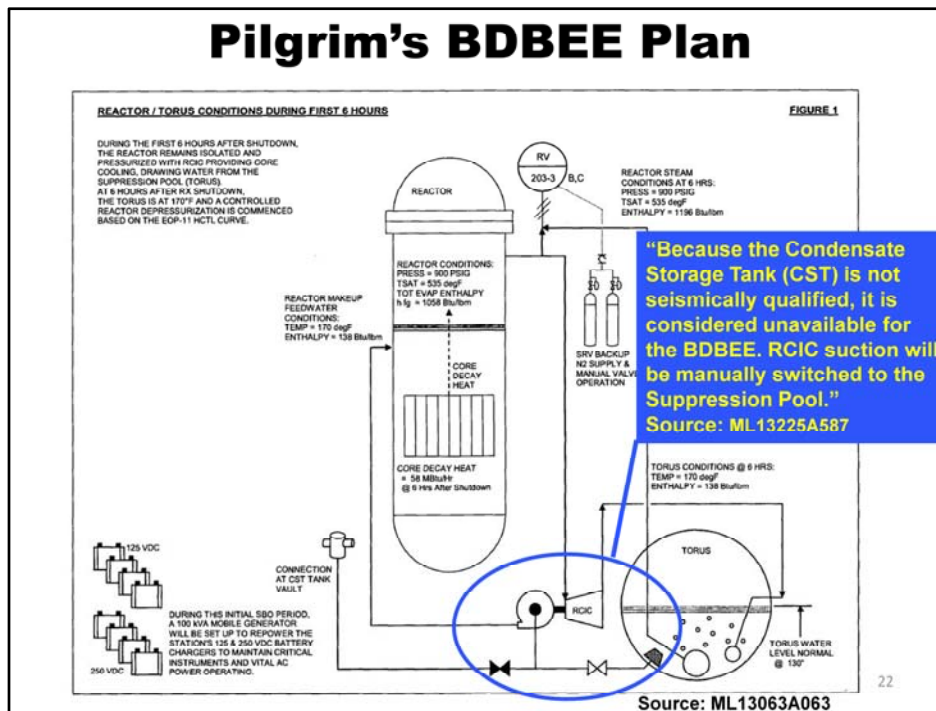 Pilgrim's BDBEE Plan
REACTOR / TORUS CONDITIONS DURING FIRST 6 HOURS
FIGURE 1
DURING THE FIRST 6 HOURS AFTER SHUTDOWN,
THE REACTOR REMAINS ISOLATED AND
PRESSURIZED WITH RCIC PROVIDING CORE
COOLING, DRAWING WATER FROM THE
SUPPRESSION POOL (TORUS).
AT 6 HOURS AFTER RX SHUTDOWN,
THE TORUS IS AT 170°F AND A CONTROLLED
REACTOR DEPRESSURIZATION IS COMMENCED
BASED ON THE EOP-11 HCTL CURVE.
REACTOR
RV
203-3
B,C
REACTOR STEAM
CONDITIONS AT 6 HRS:
PRESS = 900 PSIG
TSAT = 535 degF
ENTHALPY = 1196 Btu/lbm
REACTOR CONDITIONS:
PRESS = 900 PSIG
TSAT = 535 degF
TOT EVAP ENTHALPY
h fg = 1058 Btu/lbm
REACTOR MAKEUP
FEEDWATER
CONDITIONS:
TEMP = 170 degF
ENTHALPY = 138 Btu/lbm
"Because the Condensate
Storage Tank (CST) is not
seismically qualified, it is
considered unavailable for
the BDBEE. RCIC suction will
be manually switched to the
Suppression Pool."
Source: ML13225A587
SRV BACKUP
N2 SUPPLY &
MANUAL VALVE
OPERATION
CORE
DECAY
HEAT
CORE DECAY HEAT
= 58 MBtu/Hr
@ 6 Hrs After Shutdown
TORUS CONDITIONS @ 6 HRS:
TEMP = 170 degF
ENTHALPY = 138 Btu/lbm
TORUS
125 VDC
CONNECTION
AT CST TANK
VAULT
RCIC
DURING THIS INITIAL SBO PERIOD,
A 100 kVA MOBILE GENERATOR
WILL BE SET UP TO REPOWER THE
STATION'S 125 & 250 VDC BATTERY
CHARGERS TO MAINTAIN CRITICAL
INSTRUMENTS AND VITAL AC
POWER OPERATING.
250 VDC
TORUS WATER
LEVEL NORMAL
@ 130"
22
Source: ML13063A063